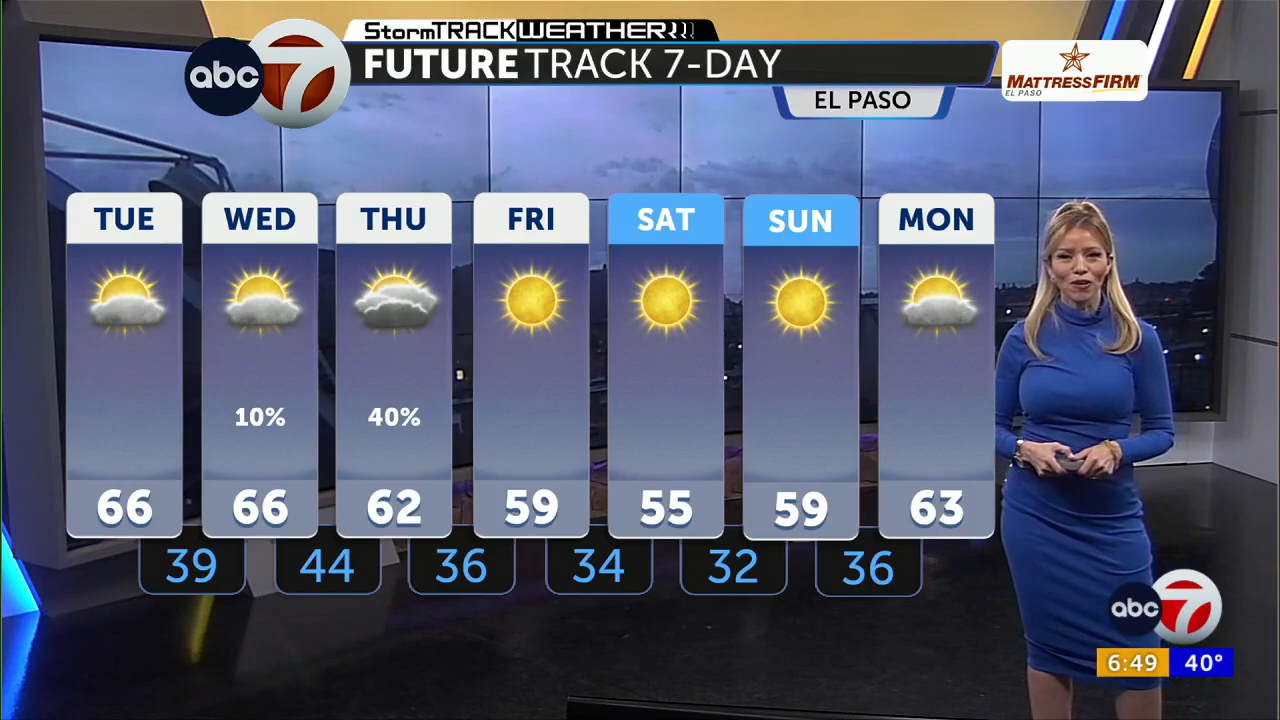 StormTRACK WEATHER
abc 7
FUTURE TRACK 7-DAY
MATTRESSFIRM
EL PASO
EL PASO
TUE WED THU FRI SAT SUN MON
10% 40%
66 66 62 59 55 59 63
39 44 36 34 32 36
abc 7
6:49 40°